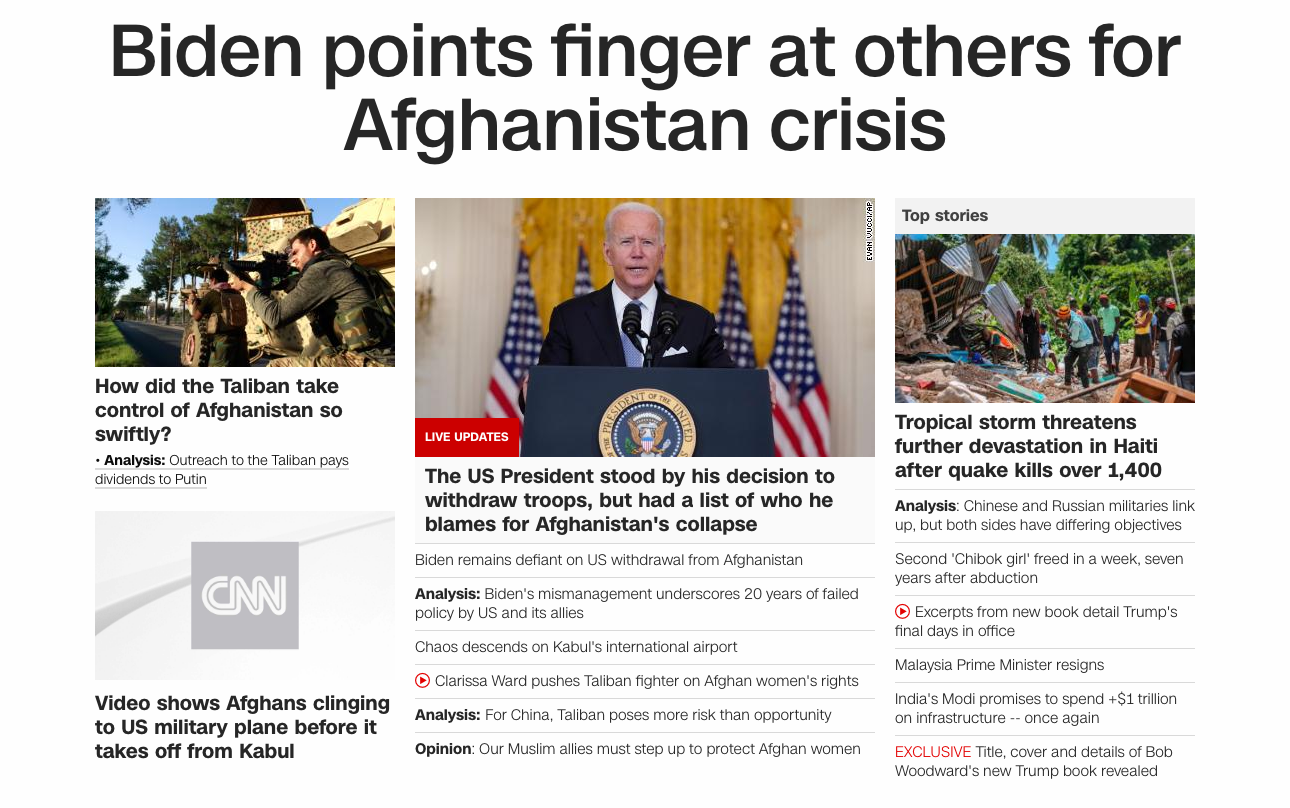 Biden points finger at others for
Afghanistan crisis
How did the Taliban take
control of Afghanistan so
swiftly?
• Analysis: Outreach to the Taliban pays
dividends to Putin
CNN
Video shows Afghans clinging
to US military plane before it
takes off from Kabul
EVAN VUCCI/AP
PRESIDENT OF THE UNITED
LIVE UPDATES
The US President stood by his decision to
withdraw troops, but had a list of who he
blames for Afghanistan's collapse
Biden remains defiant on US withdrawal from Afghanistan
Analysis: Biden's mismanagement underscores 20 years of failed
policy by US and its allies
Chaos descends on Kabul's international airport
Clarissa Ward pushes Taliban fighter on Afghan women's rights
Analysis: For China, Taliban poses more risk than opportunity
Opinion: Our Muslim allies must step up to protect Afghan women
Top stories
Tropical storm threatens
further devastation in Haiti
after quake kills over 1,400
Analysis: Chinese and Russian militaries link
up, but both sides have differing objectives
Second 'Chibok girl' freed in a week, seven
years after abduction
Excerpts from new book detail Trump's
final days in office
Malaysia Prime Minister resigns
India's Modi promises to spend +$1 trillion
on infrastructure -- once again
EXCLUSIVE Title, cover and details of Bob
Woodward's new Trump book revealed